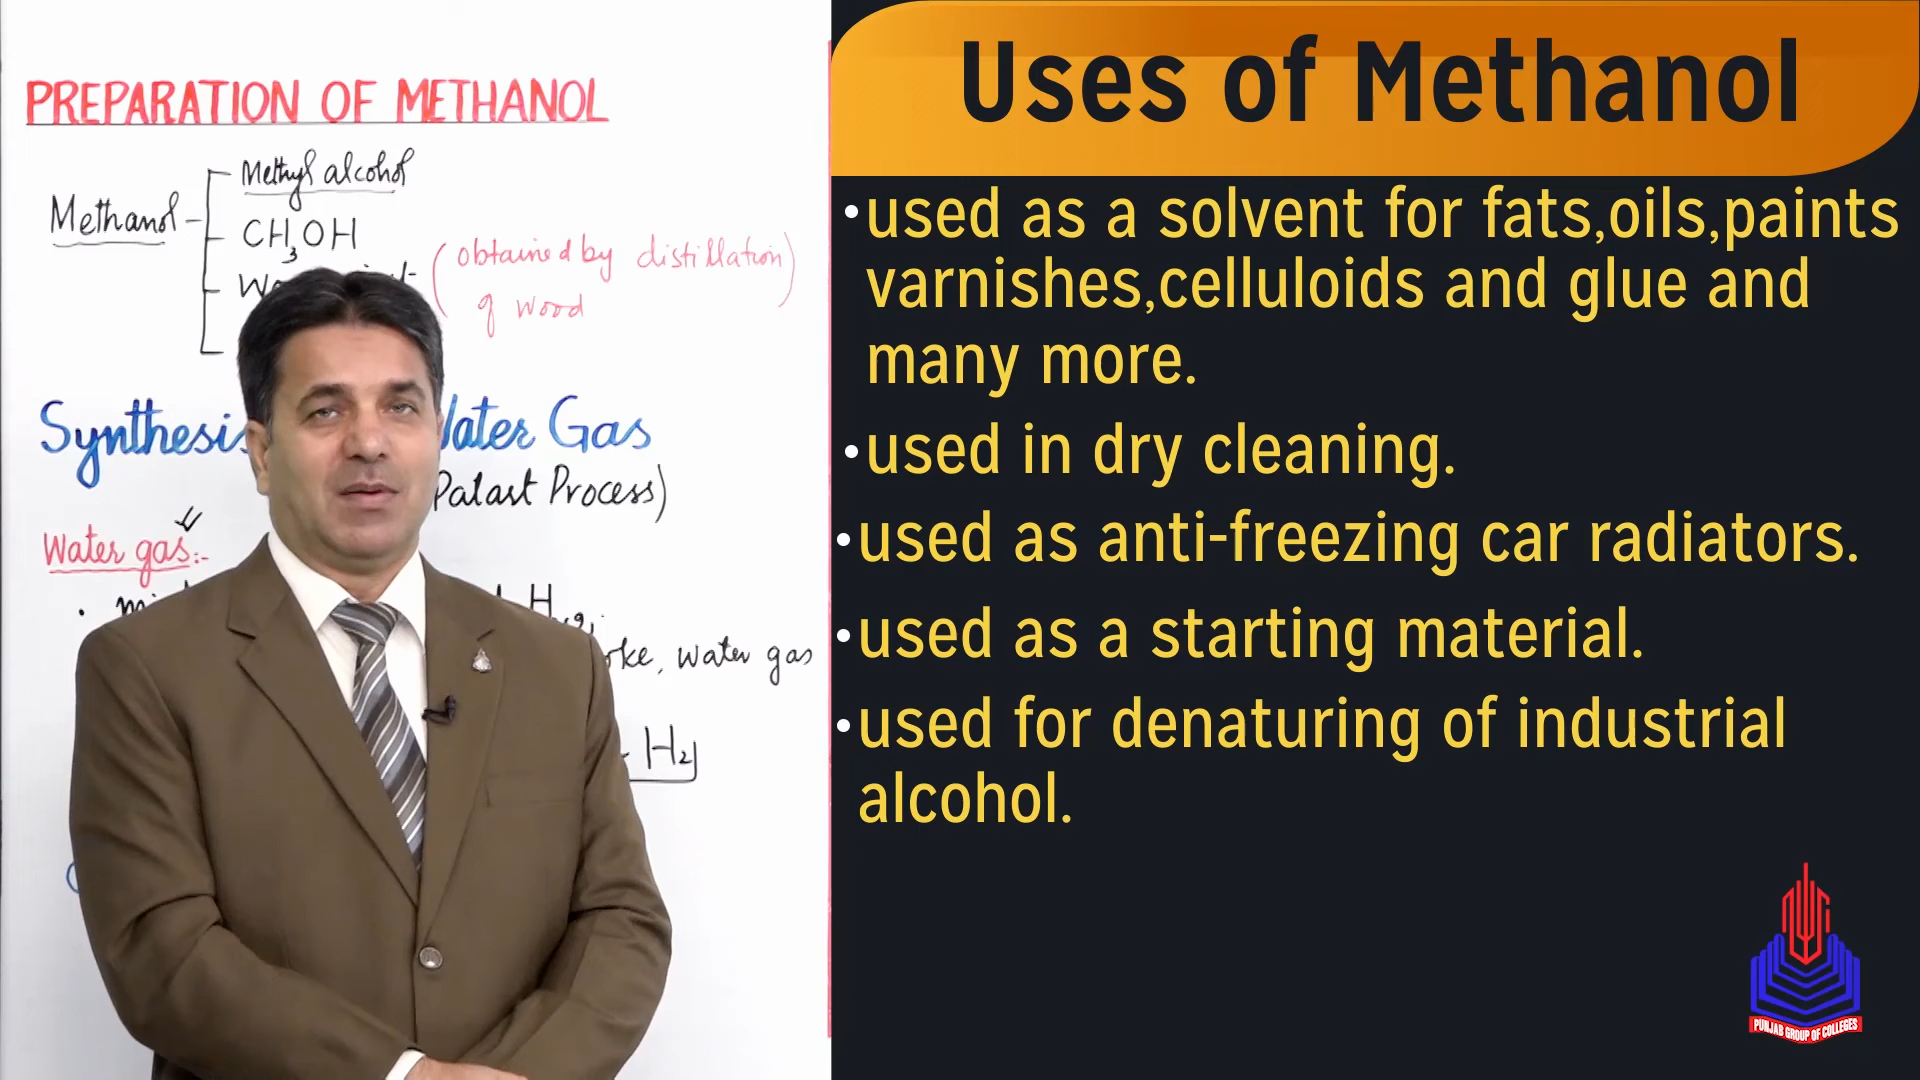 PREPARATION OF METHANOL
Methyl alcohol
Methanol
CH3OH
(obtained by distillation)
of wood
Synthesis Water Gas
Palast Process)
Water gas:-
coke, water gas
H2
Uses of Methanol
•used as a solvent for fats,oils,paints
varnishes,celluloids and glue and
many more.
•used in dry cleaning.
•used as anti-freezing car radiators.
•used as a starting material.
•used for denaturing of industrial
alcohol.
PUNJAB GROUP OF COLLEGES